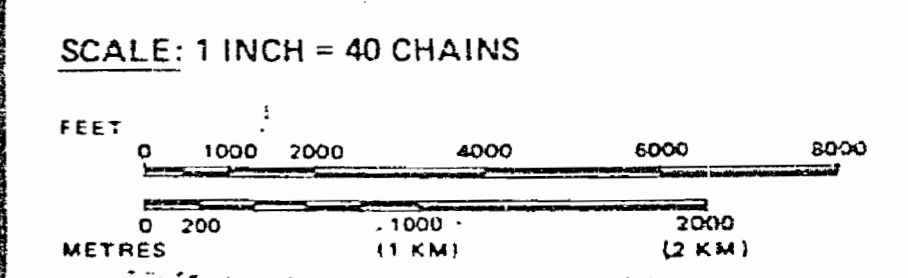 SCALE: 1 INCH = 40 CHAINS
FEET
0 1000 2000 4000 6000 8000
0 200 1000 2000
METRES (1 KM) (2 KM)